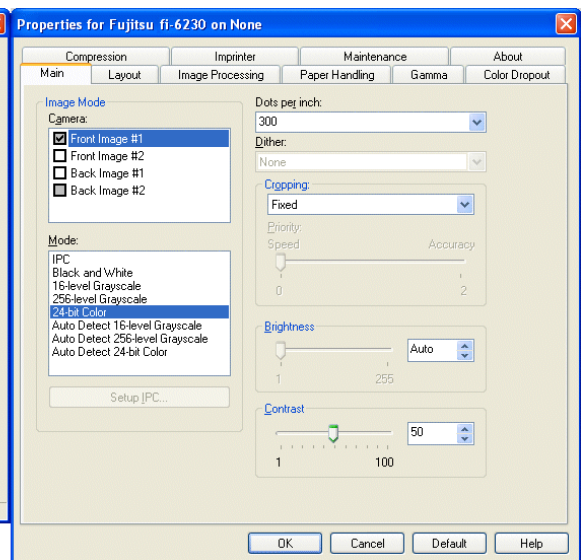 Properties for Fujitsu fi-6230 on None
Compression Imprinter Maintenance About
Main Layout Image Processing Paper Handling Gamma Color Dropout
Image Mode
Camera:
Front Image #1
Front Image #2
Back Image #1
Back Image #2
Mode:
IPC
Black and White
16-level Grayscale
256-level Grayscale
24-bit Color
Auto Detect 16-level Grayscale
Auto Detect 256-level Grayscale
Auto Detect 24-bit Color
Setup IPC...
Dots per inch:
300
Dither:
None
Cropping:
Fixed
Priority:
Speed Accuracy
0 2
Brightness
Auto
1 255
Contrast
50
1 100
OK Cancel Default Help